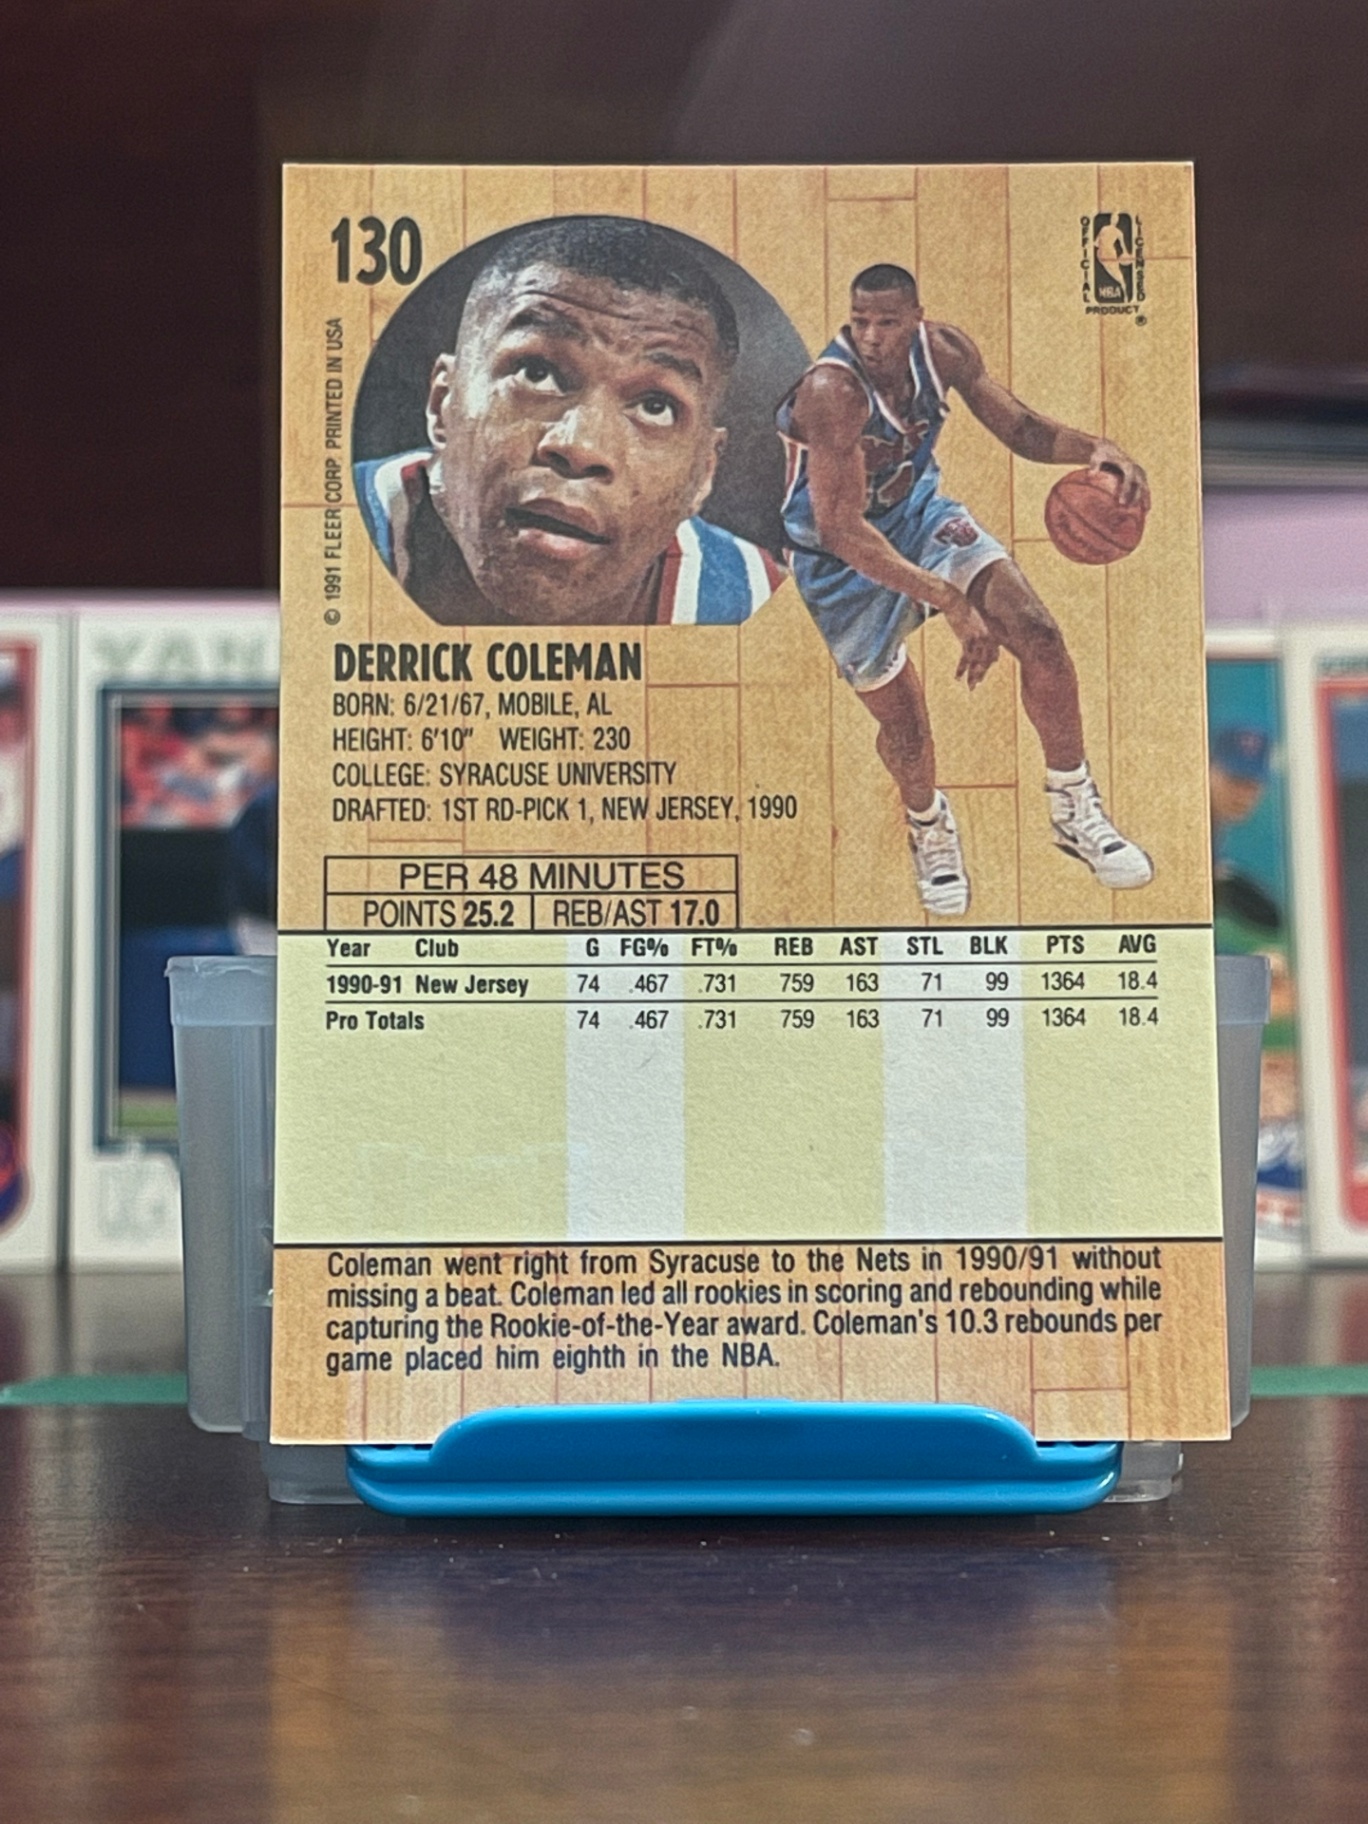 130
© 1991 FLEER CORP PRINTED IN USA
OFFICIAL LICENSED
NBA
PRODUCT ®
DERRICK COLEMAN
BORN: 6/21/67, MOBILE, AL
HEIGHT: 6'10" WEIGHT: 230
COLLEGE: SYRACUSE UNIVERSITY
DRAFTED: 1ST RD-PICK 1, NEW JERSEY, 1990
PER 48 MINUTES
POINTS 25.2 REB/AST 17.0
Year Club G FG% FT% REB AST STL BLK PTS AVG
1990-91 New Jersey 74 .467 .731 759 163 71 99 1364 18.4
Pro Totals 74 .467 .731 759 163 71 99 1364 18.4
Coleman went right from Syracuse to the Nets in 1990/91 without
missing a beat. Coleman led all rookies in scoring and rebounding while
capturing the Rookie-of-the-Year award. Coleman's 10.3 rebounds per
game placed him eighth in the NBA.
YAN